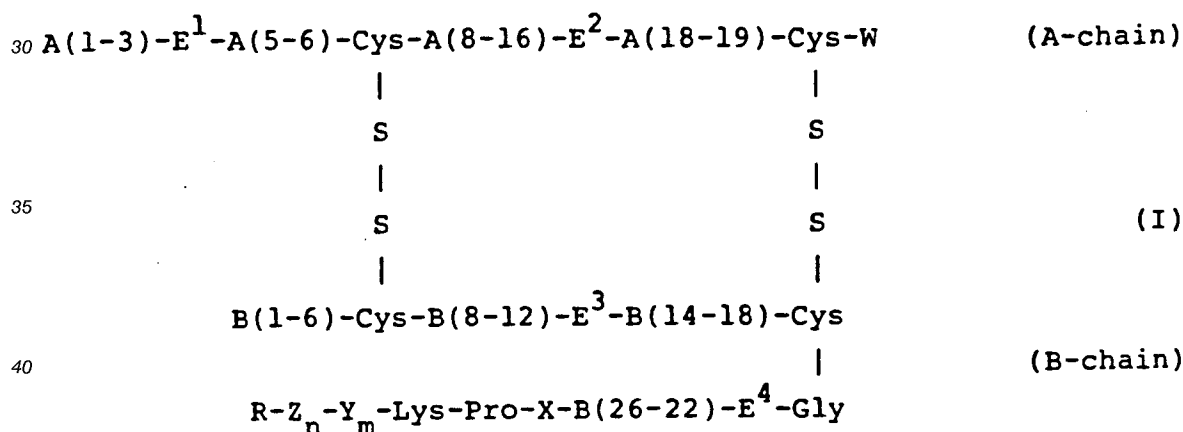 30 A(1-3)-E¹-A(5-6)-Cys-A(8-16)-E²-A(18-19)-Cys-W (A-chain)
| |
S S
| |
35 S S (I)
| |
B(1-6)-Cys-B(8-12)-E³-B(14-18)-Cys
40 | (B-chain)
R-Zₙ-Yₘ-Lys-Pro-X-B(26-22)-E⁴-Gly